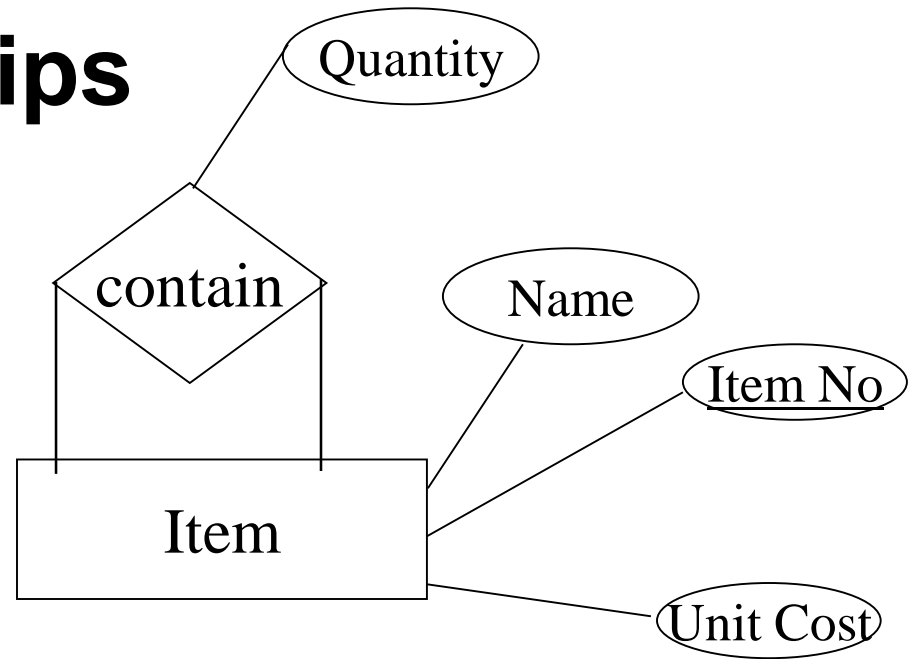 ips
Quantity
contain
Name
Item No
Item
Unit Cost